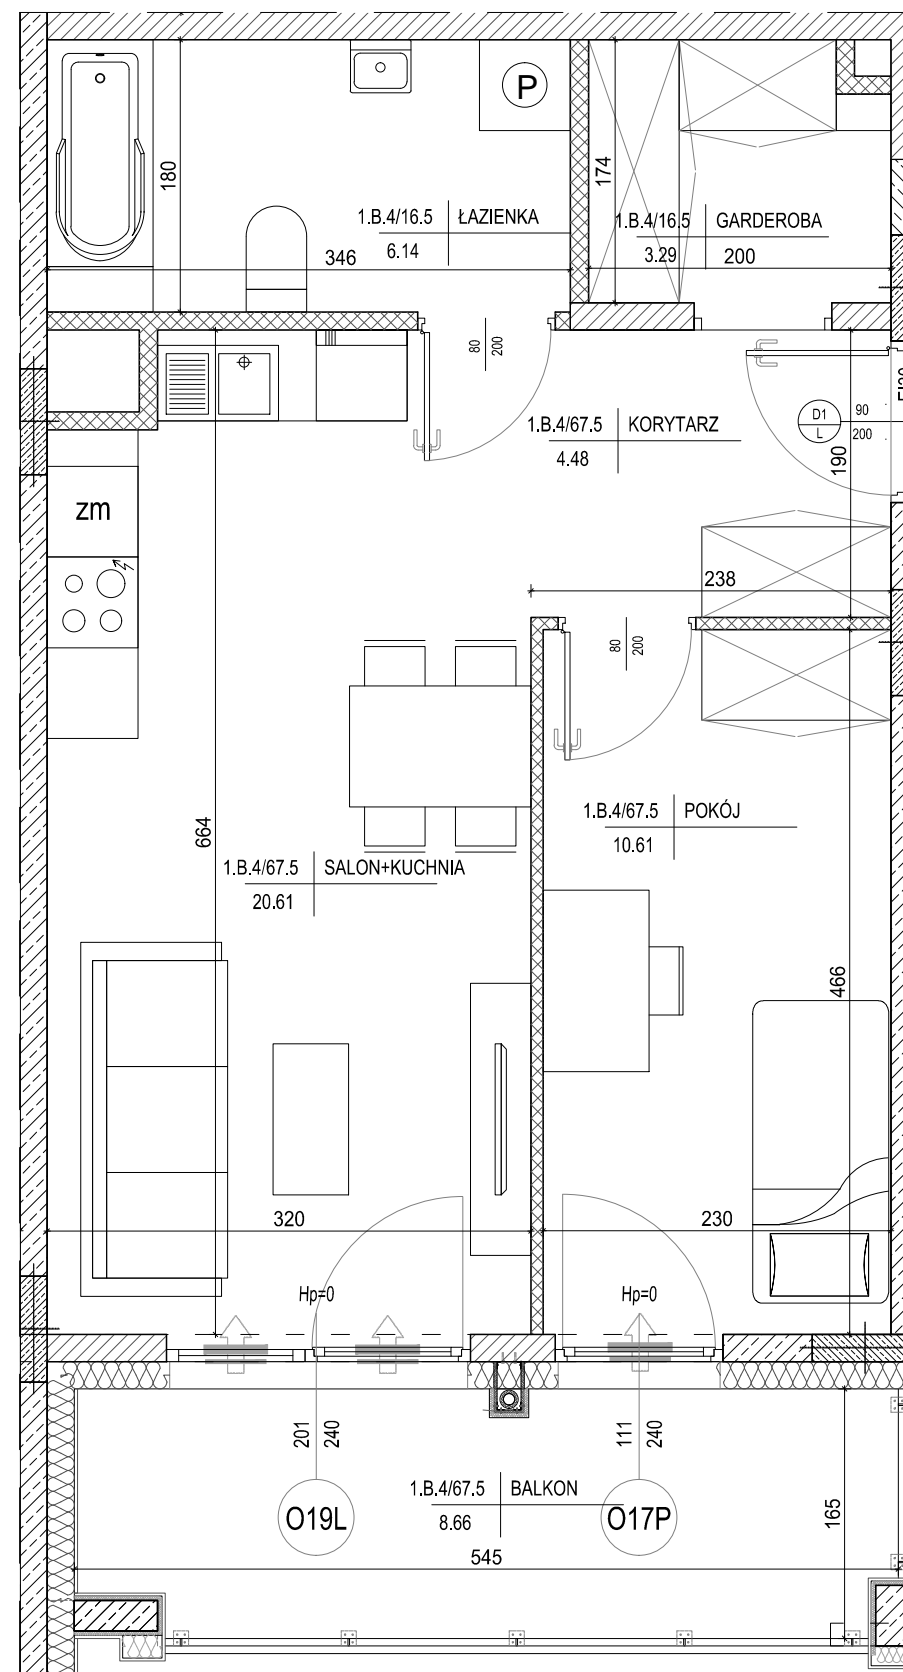 P
180
174
1.B.4/16.5 ŁAZIENKA
6.14
1.B.4/16.5 GARDEROBA
3.29
346
200
80
200
1.B.4/67.5 KORYTARZ
4.48
D1
L
90
200
190
zm
238
80
200
664
1.B.4/67.5 POKÓJ
10.61
1.B.4/67.5 SALON+KUCHNIA
20.61
466
320
230
Hp=0
Hp=0
201
240
111
240
1.B.4/67.5 BALKON
8.66
O19L
O17P
165
545